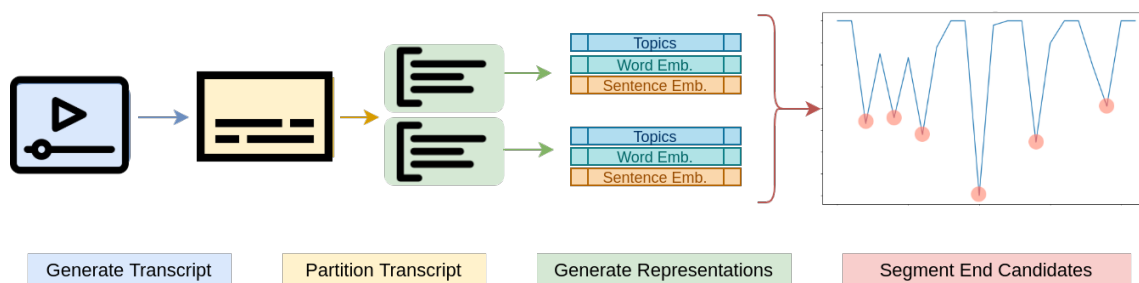 Topics
Word Emb.
Sentence Emb.
Topics
Word Emb.
Sentence Emb.
Generate Transcript
Partition Transcript
Generate Representations
Segment End Candidates